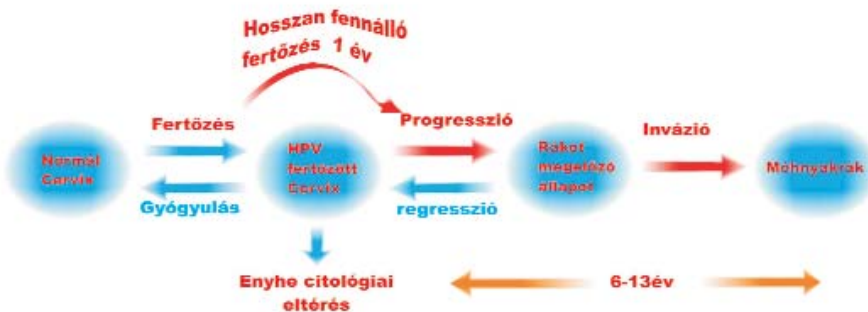 Hosszan fennálló
fertőzés 1 év
Fertőzés
Progresszió
Invázió
Normál
Cervix
HPV
fertőzött
Cervix
Rákot
megelőző
állapot
Méhnyakrák
Gyógyulás
regresszió
Enyhe citológiai
eltérés
6-13év